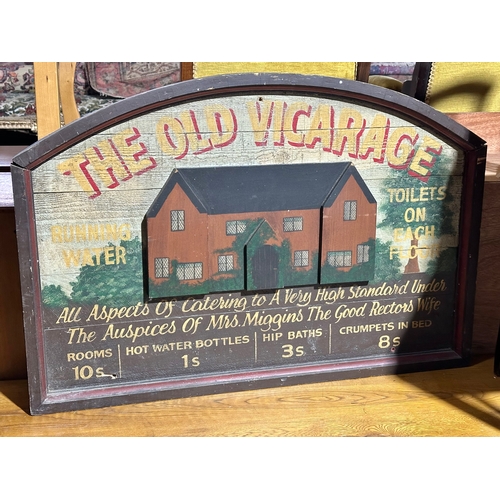 THE OLD VICARAGE
RUNNING
WATER
TOILETS
ON
EACH
FLOOR
All Aspects Of Catering to A Very High Standard Under
The Auspices Of Mrs. Miggins The Good Rectors Wife
ROOMS
10s
HOT WATER BOTTLES
1s
HIP BATHS
3s
CRUMPETS IN BED
8s